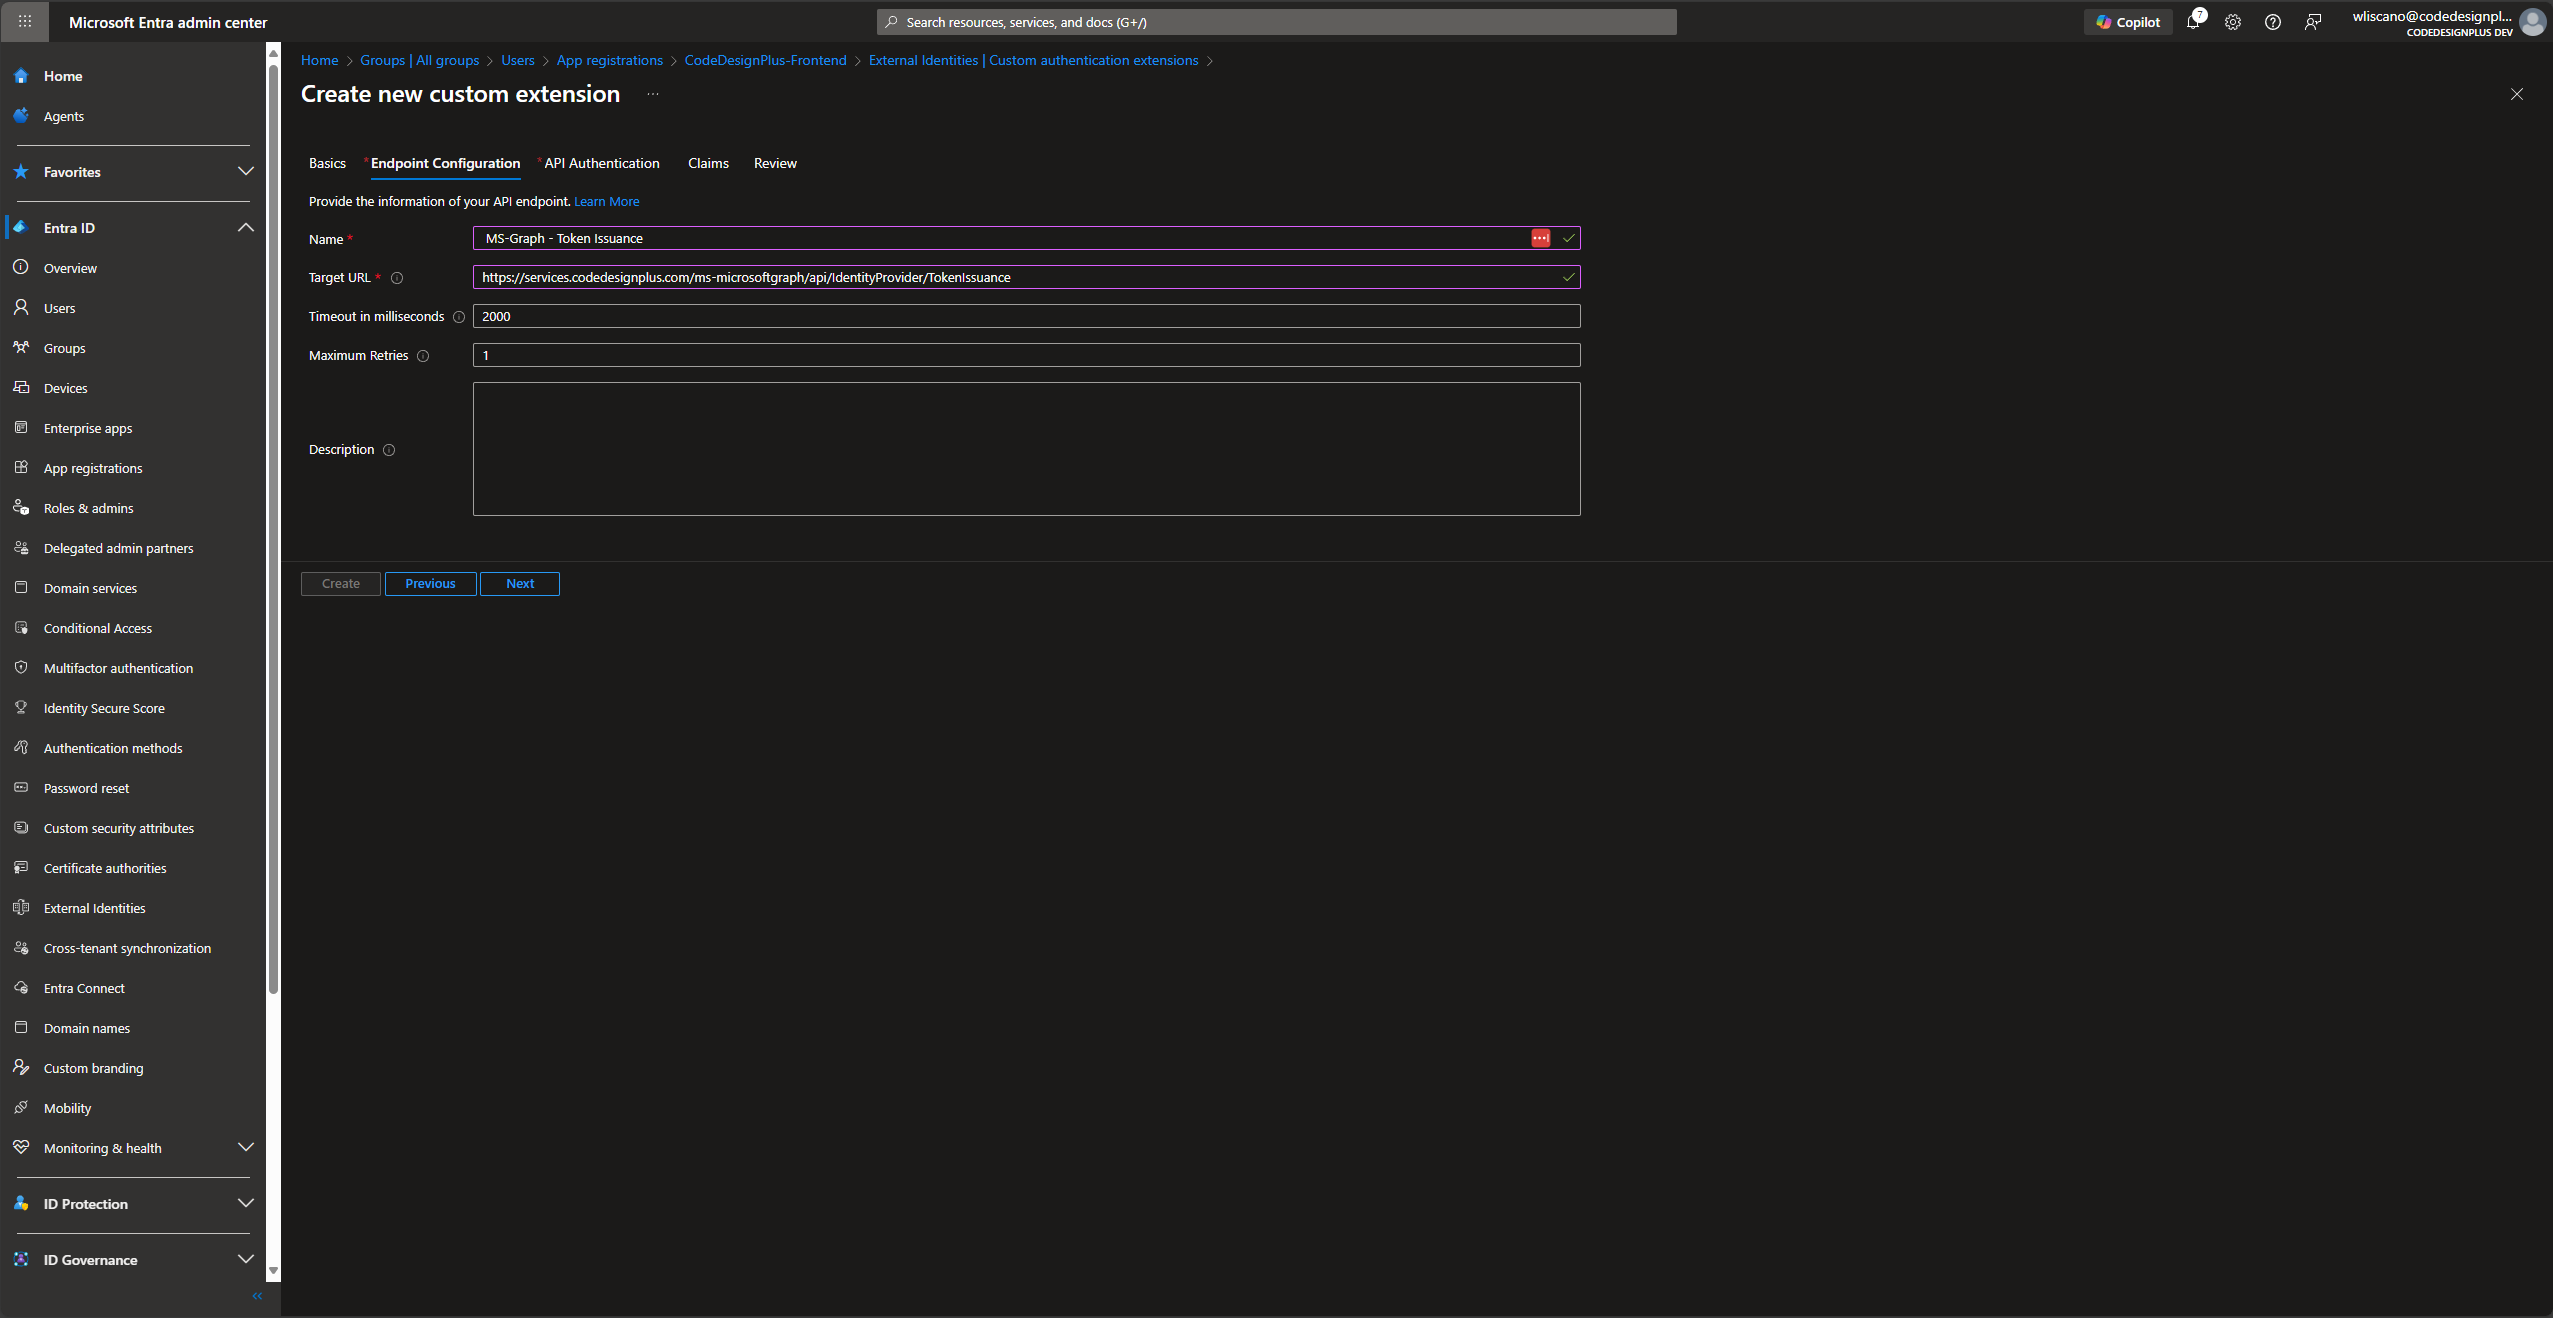 Microsoft Entra admin center
Search resources, services, and docs (G+/)
Copilot
7
wliscano@codedesignpl...
CODEDESIGNPLUS DEV
Home
Agents
Favorites
Entra ID
Overview
Users
Groups
Devices
Enterprise apps
App registrations
Roles & admins
Delegated admin partners
Domain services
Conditional Access
Multifactor authentication
Identity Secure Score
Authentication methods
Password reset
Custom security attributes
Certificate authorities
External Identities
Cross-tenant synchronization
Entra Connect
Domain names
Custom branding
Mobility
Monitoring & health
ID Protection
ID Governance
Home > Groups | All groups > Users > App registrations > CodeDesignPlus-Frontend > External Identities | Custom authentication extensions >
Create new custom extension ...
Basics * Endpoint Configuration * API Authentication Claims Review
Provide the information of your API endpoint. Learn More
Name * MS-Graph - Token Issuance
Target URL * https://services.codedesignplus.com/ms-microsoftgraph/api/IdentityProvider/TokenIssuance
Timeout in milliseconds 2000
Maximum Retries 1
Description
Create Previous Next